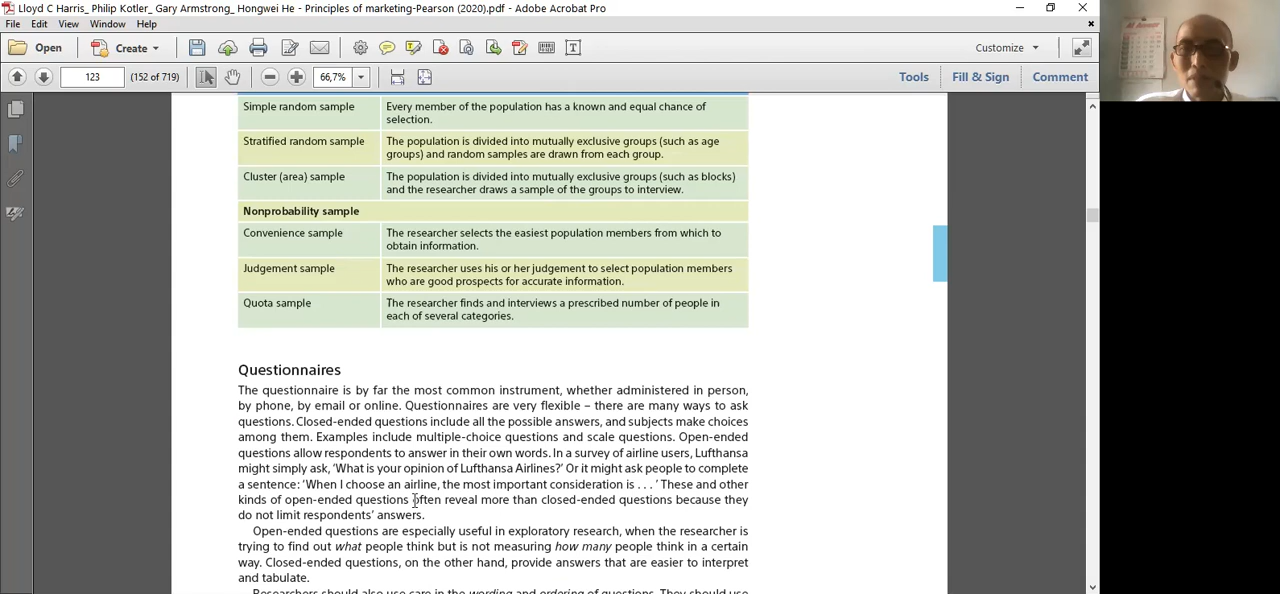 Lloyd C Harris_ Philip Kotler_ Gary Armstrong_ Hongwei He - Principles of marketing-Pearson (2020).pdf - Adobe Acrobat Pro
File Edit View Window Help
Open Create Customize
123 (152 of 719) 66,7% Tools Fill & Sign Comment
Simple random sample Every member of the population has a known and equal chance of
selection.
Stratified random sample The population is divided into mutually exclusive groups (such as age
groups) and random samples are drawn from each group.
Cluster (area) sample The population is divided into mutually exclusive groups (such as blocks)
and the researcher draws a sample of the groups to interview.
Nonprobability sample
Convenience sample The researcher selects the easiest population members from which to
obtain information.
Judgement sample The researcher uses his or her judgement to select population members
who are good prospects for accurate information.
Quota sample The researcher finds and interviews a prescribed number of people in
each of several categories.
Questionnaires
The questionnaire is by far the most common instrument, whether administered in person,
by phone, by email or online. Questionnaires are very flexible – there are many ways to ask
questions. Closed-ended questions include all the possible answers, and subjects make choices
among them. Examples include multiple-choice questions and scale questions. Open-ended
questions allow respondents to answer in their own words. In a survey of airline users, Lufthansa
might simply ask, ‘What is your opinion of Lufthansa Airlines?’ Or it might ask people to complete
a sentence: ‘When I choose an airline, the most important consideration is . . . ’ These and other
kinds of open-ended questions often reveal more than closed-ended questions because they
do not limit respondents’ answers.
Open-ended questions are especially useful in exploratory research, when the researcher is
trying to find out what people think but is not measuring how many people think in a certain
way. Closed-ended questions, on the other hand, provide answers that are easier to interpret
and tabulate.
Researchers should also use care in the wording and ordering of questions. They should use